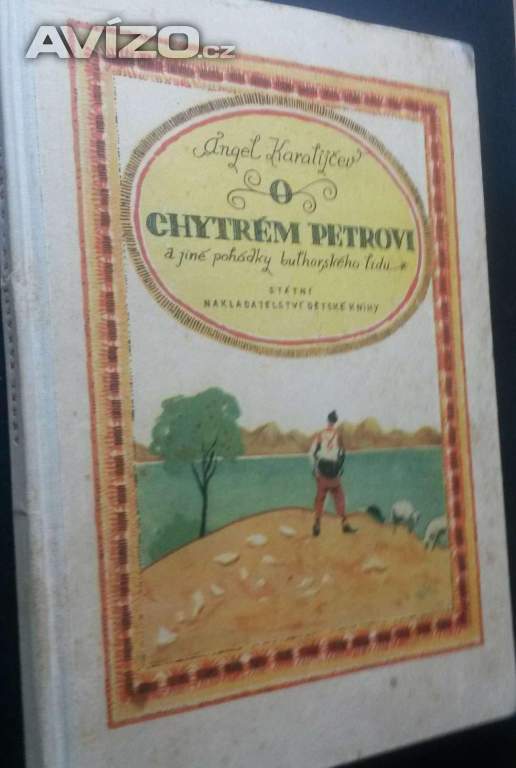 AVÍZO.cz
Angel Karalijčev
O
CHYTRÉM PETROVI
a jiné pohádky bulharského lidu
STÁTNÍ
NAKLADATELSTVÍ DĚTSKÉ KNIHY